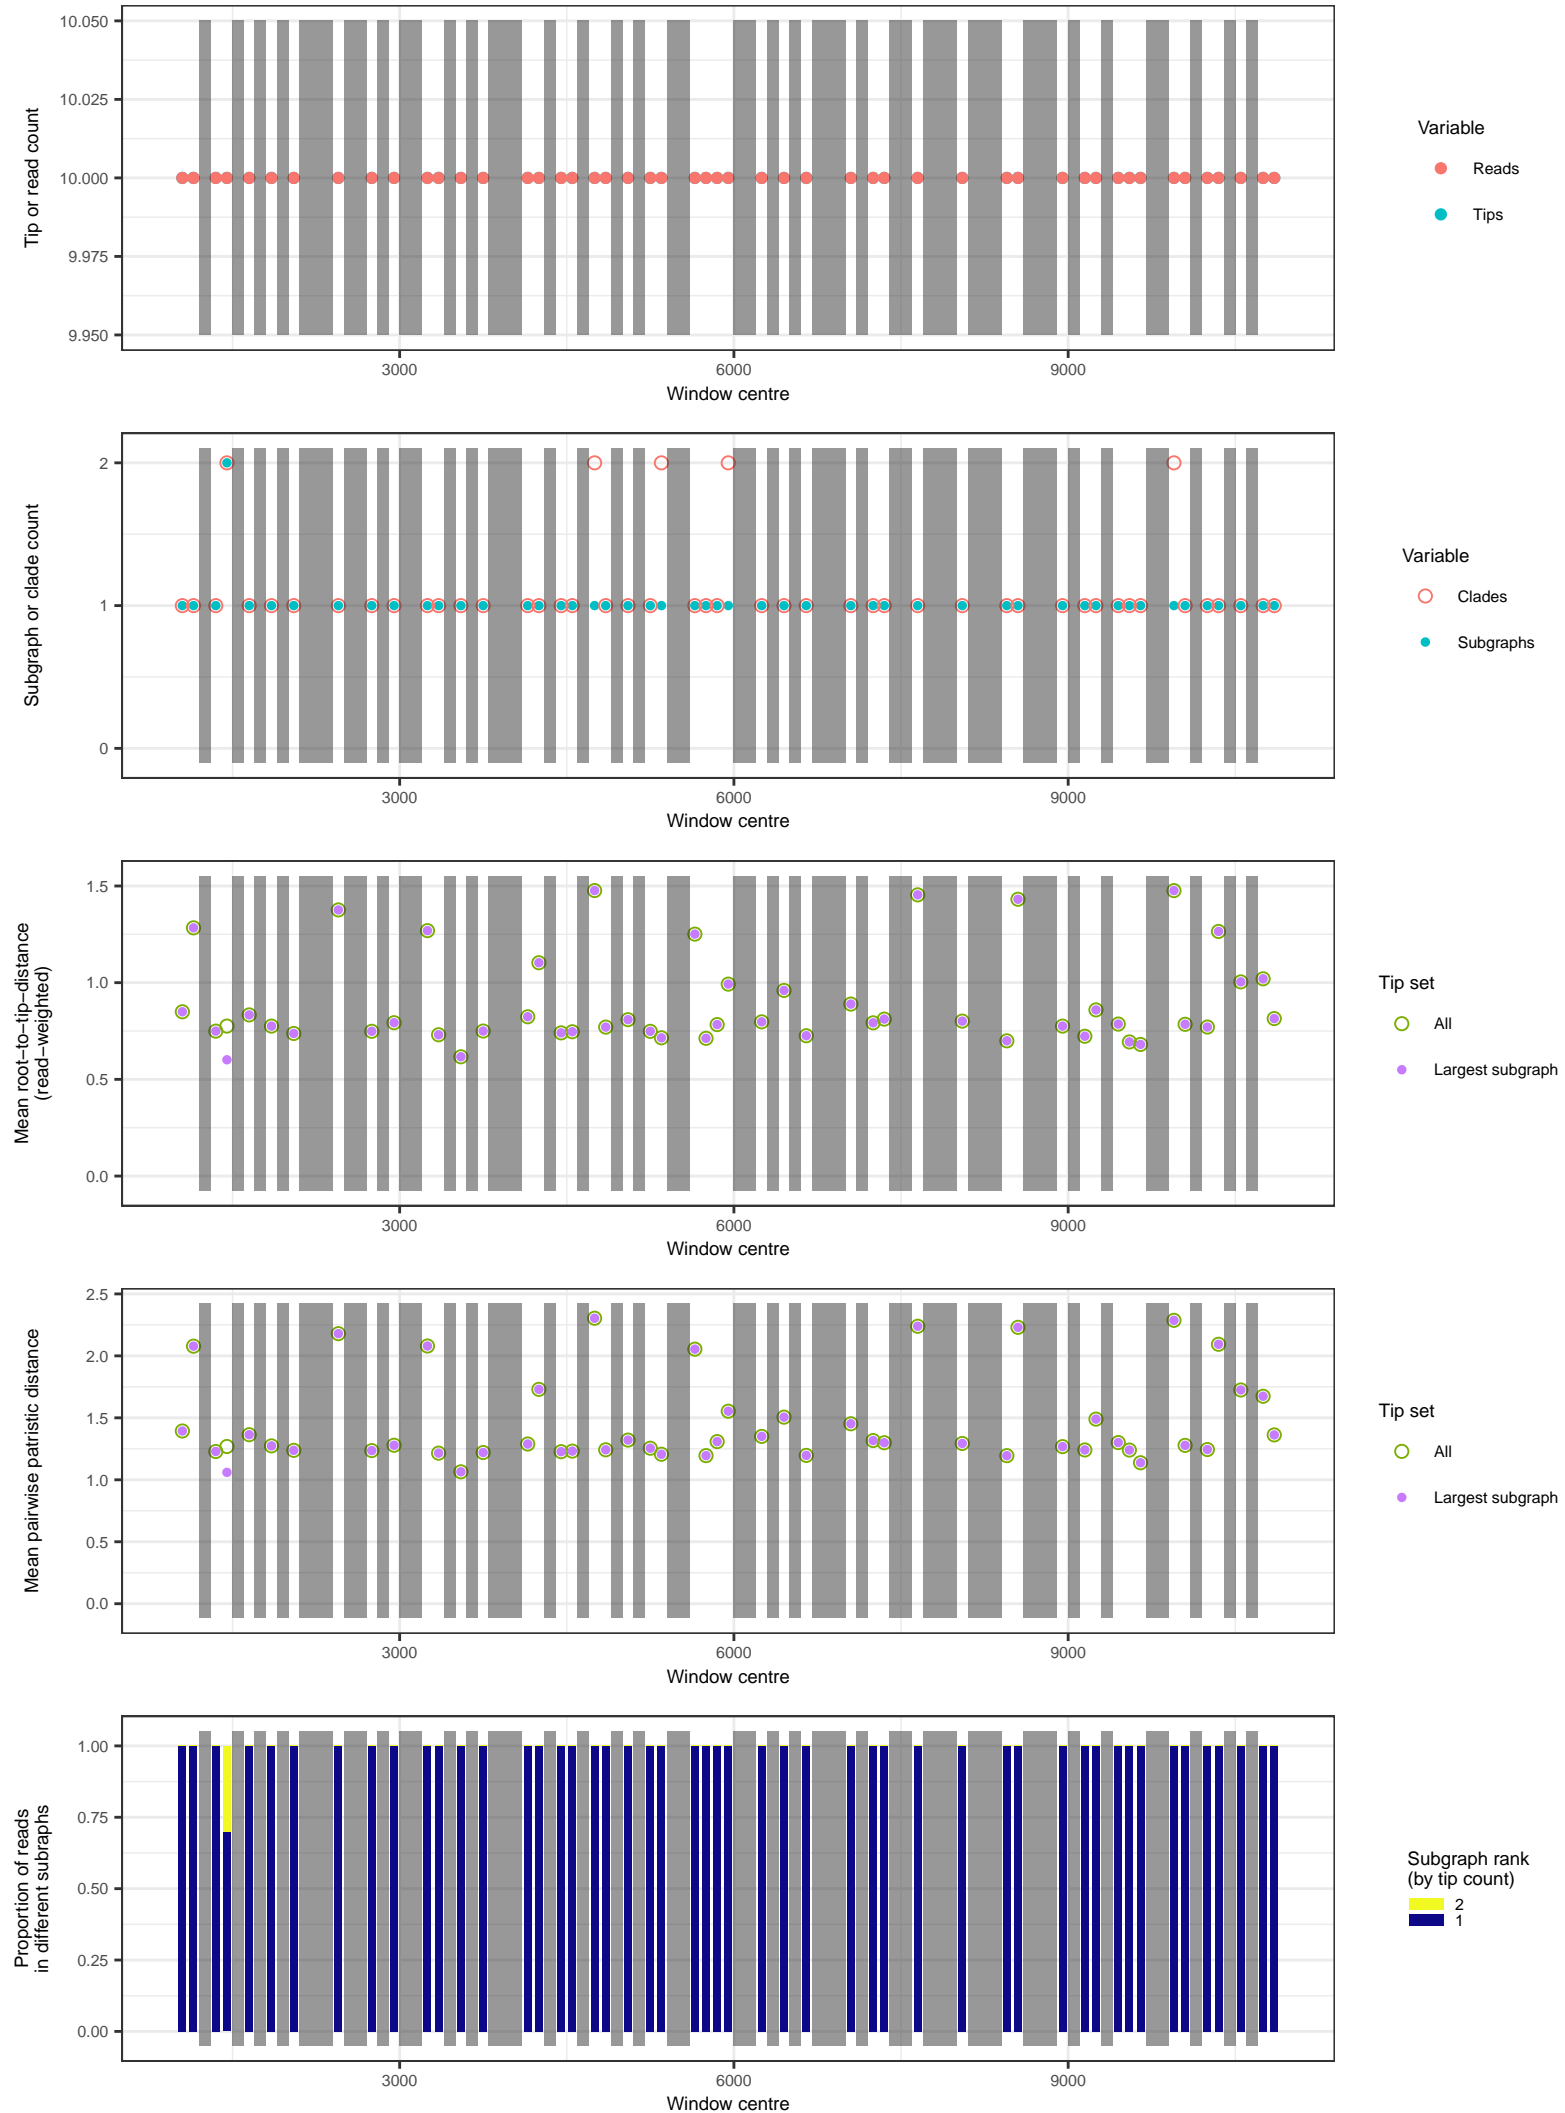 10.050
10.025
10.000
9.975
9.950
Tip or read count
3000
6000
9000
Window centre
Variable
Reads
Tips
2
1
0
Subgraph or clade count
3000
6000
9000
Window centre
Variable
Clades
Subgraphs
1.5
1.0
0.5
0.0
Mean root−to−tip−distance
(read−weighted)
3000
6000
9000
Window centre
Tip set
All
Largest subgraph
2.5
2.0
1.5
1.0
0.5
0.0
Mean pairwise patristic distance
3000
6000
9000
Window centre
Tip set
All
Largest subgraph
1.00
0.75
0.50
0.25
0.00
Proportion of reads
in different subraphs
3000
6000
9000
Window centre
Subgraph rank
(by tip count)
2
1